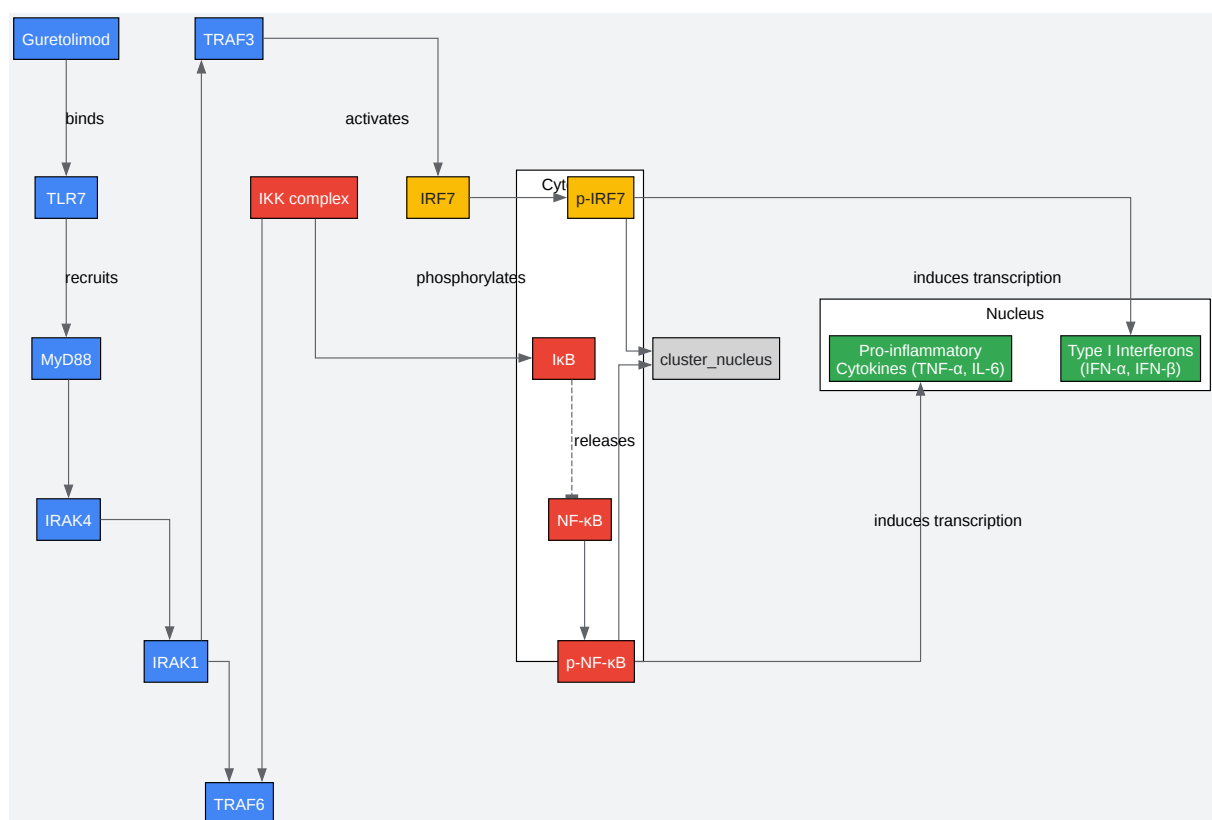 Guretolimod
TRAF3
binds
activates
TLR7
IKK complex
IRF7
p-IRF7
recruits
phosphorylates
induces transcription
Nucleus
MyD88
IκB
cluster_nucleus
Pro-inflammatory
Cytokines (TNF-α, IL-6)
Type I Interferons
(IFN-α, IFN-β)
releases
IRAK4
NF-κB
induces transcription
IRAK1
p-NF-κB
TRAF6